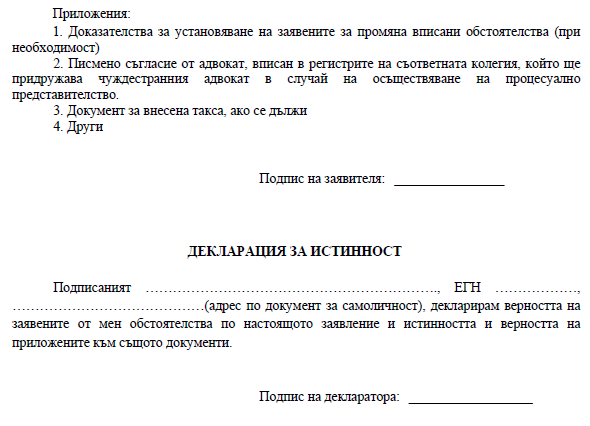 Приложения:
1. Доказателства за установяване на заявените за промяна вписани обстоятелства (при
необходимост)
2. Писмено съгласие от адвокат, вписан в регистрите на съответната колегия, който ще
придружава чуждестранния адвокат в случай на осъществяване на процесуално
представителство.
3. Документ за внесена такса, ако се дължи
4. Други
Подпис на заявителя: ________________
ДЕКЛАРАЦИЯ ЗА ИСТИННОСТ
Подписаният ………………………………………………………, ЕГН ………………,
……………………………………(адрес по документ за самоличност), декларирам верността на
заявените от мен обстоятелства по настоящото заявление и истинността и верността на
приложените към същото документи.
Подпис на декларатора: __________________